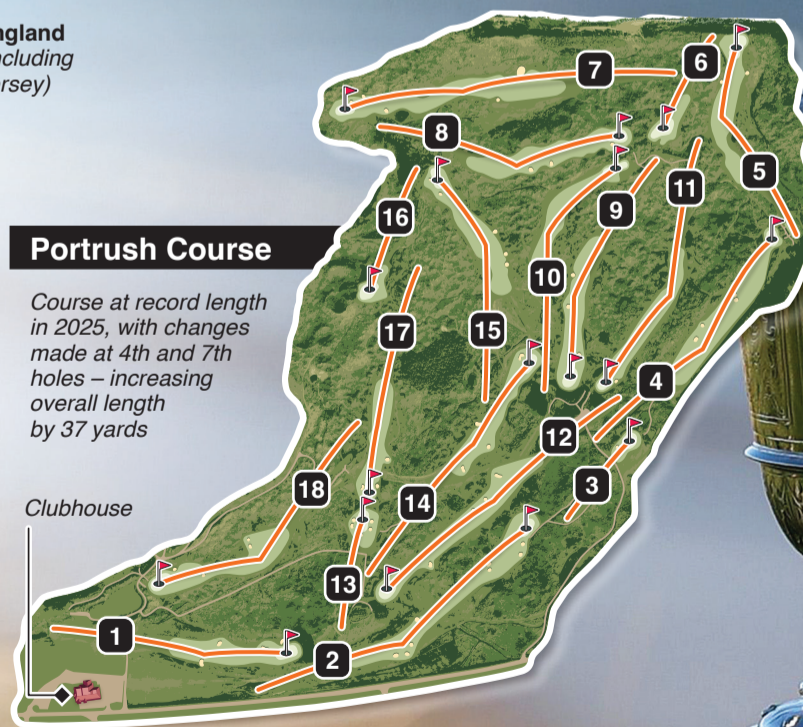 ngland
ncluding
rsey)
Portrush Course
Course at record length
in 2025, with changes
made at 4th and 7th
holes – increasing
overall length
by 37 yards
Clubhouse
1
2
3
4
5
6
7
8
9
10
11
12
13
14
15
16
17
18